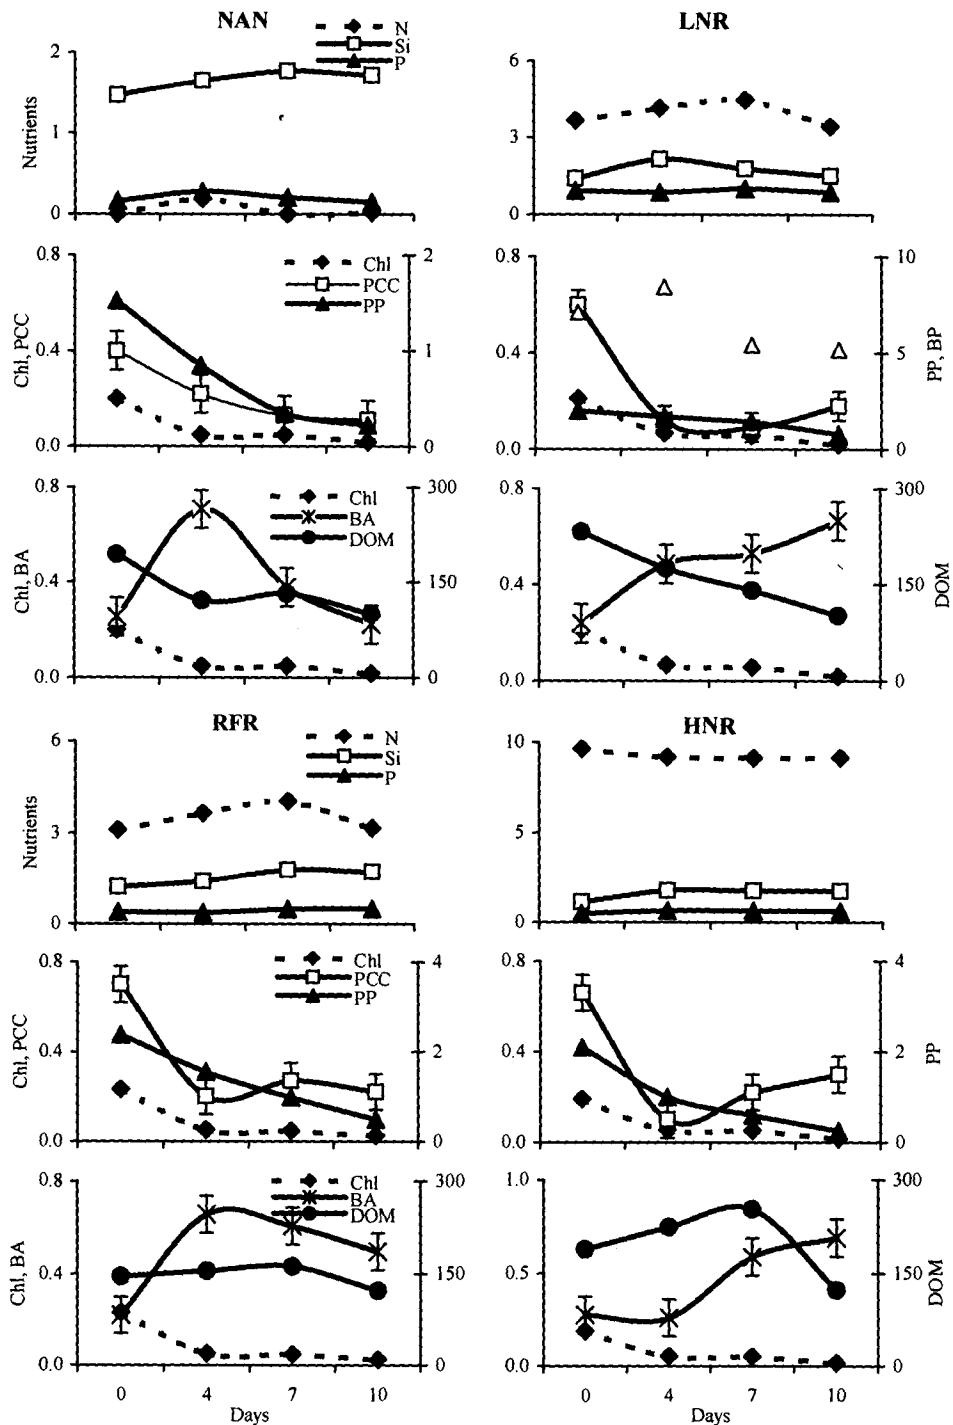 NAN
LNR
N
Si
P
2
1
0
Nutrients
6
3
0
Chl
PCC
PP
0.8
0.4
0.0
Chl, PCC
2
1
0
0.8
0.4
0.0
10
5
0
PP, BP
Chl
BA
DOM
0.8
0.4
0.0
Chl, BA
300
150
0
0.8
0.4
0.0
300
150
0
DOM
RFR
HNR
N
Si
P
6
3
0
Nutrients
10
5
0
Chl
PCC
PP
0.8
0.4
0.0
Chl, PCC
4
2
0
0.8
0.4
0.0
4
2
0
PP
Chl
BA
DOM
0.8
0.4
0.0
Chl, BA
300
150
0
1.0
0.5
0.0
300
150
0
DOM
0 4 7 10
Days
0 4 7 10
Days